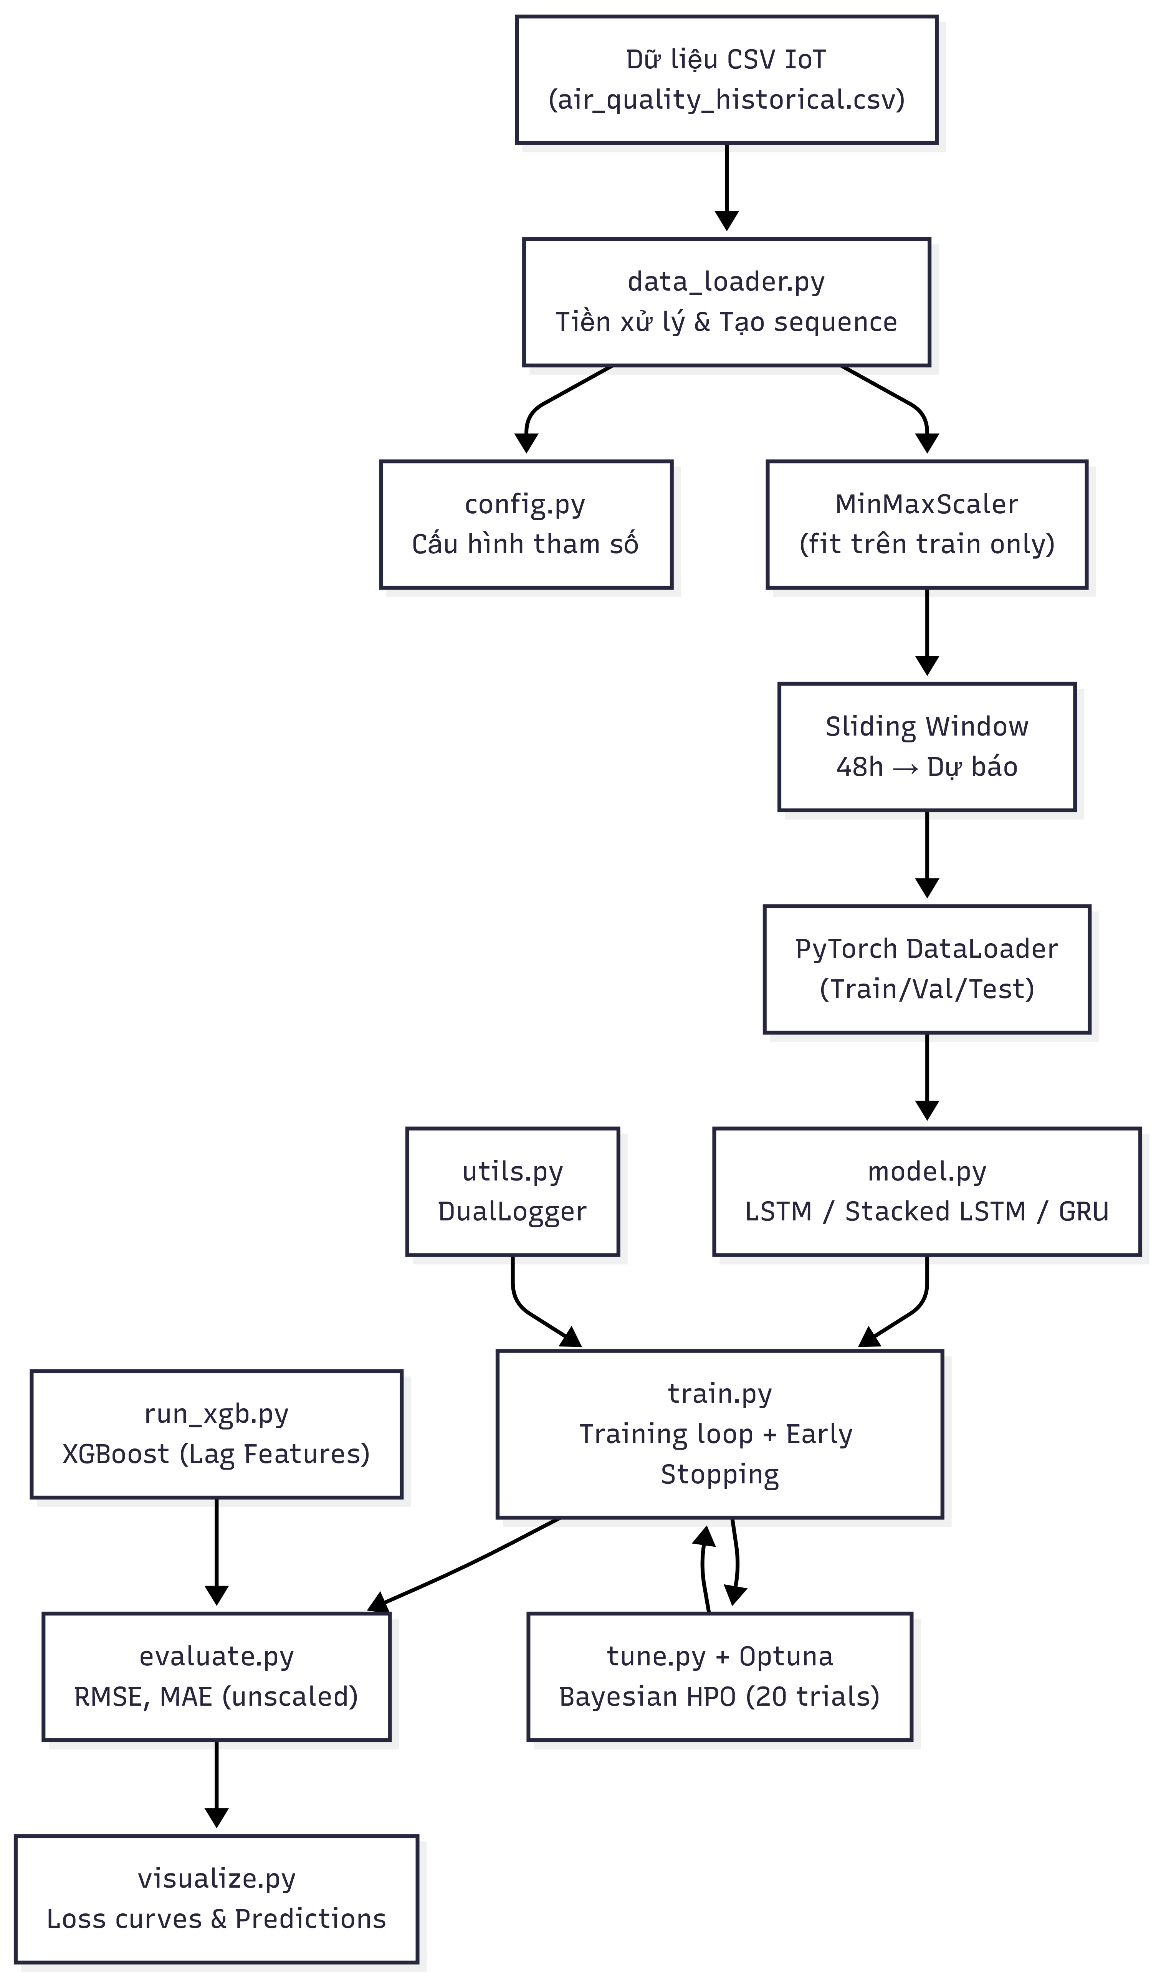 Dữ liệu CSV IoT
(air_quality_historical.csv)
data_loader.py
Tiền xử lý & Tạo sequence
config.py
Cấu hình tham số
MinMaxScaler
(fit trên train only)
Sliding Window
48h → Dự báo
PyTorch DataLoader
(Train/Val/Test)
utils.py
DualLogger
model.py
LSTM / Stacked LSTM / GRU
train.py
Training loop + Early
Stopping
run_xgb.py
XGBoost (Lag Features)
evaluate.py
RMSE, MAE (unscaled)
tune.py + Optuna
Bayesian HPO (20 trials)
visualize.py
Loss curves & Predictions